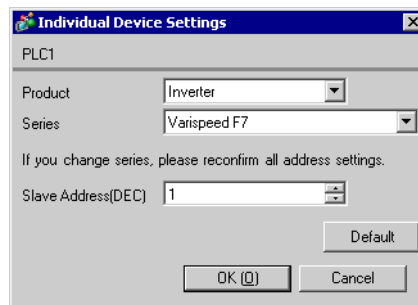 Individual Device Settings
PLC1
Product Inverter
Series Varispeed F7
If you change series, please reconfirm all address settings.
Slave Address(DEC) 1
Default
OK (O) Cancel